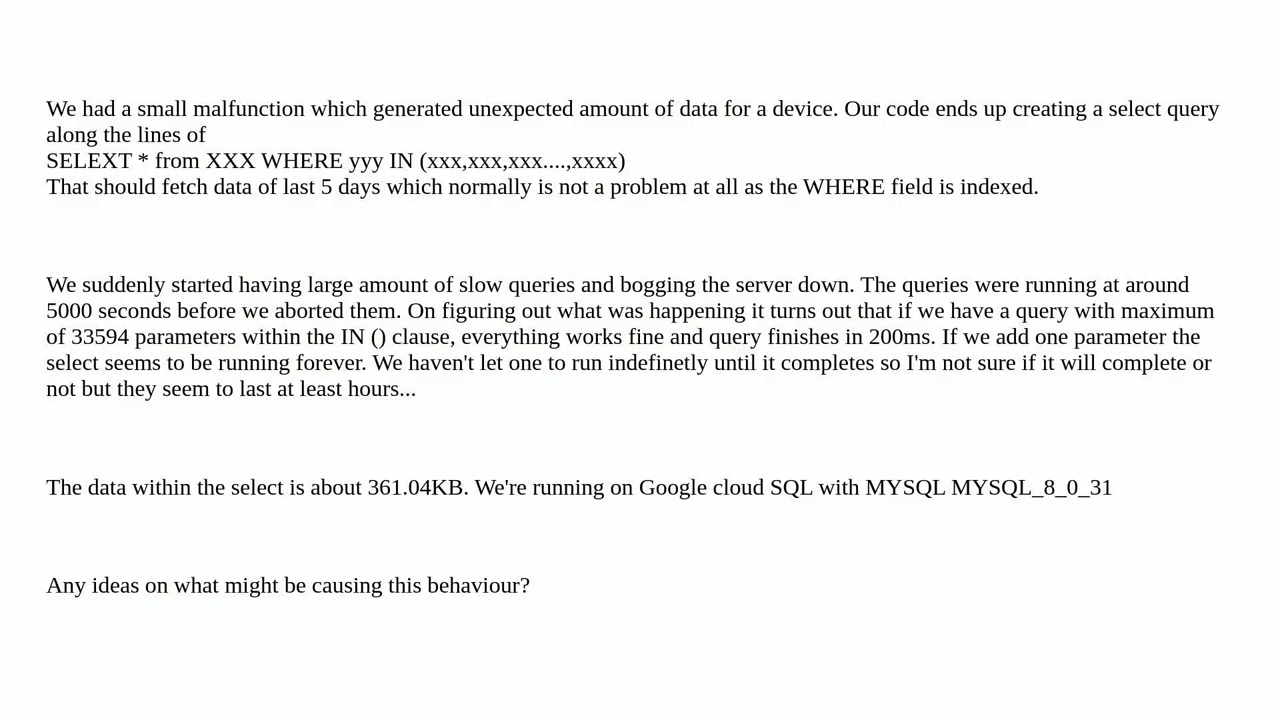 We had a small malfunction which generated unexpected amount of data for a device. Our code ends up creating a select query
along the lines of
SELEXT * from XXX WHERE yyy IN (xxx,xxx,xxx....,xxxx)
That should fetch data of last 5 days which normally is not a problem at all as the WHERE field is indexed.
We suddenly started having large amount of slow queries and bogging the server down. The queries were running at around
5000 seconds before we aborted them. On figuring out what was happening it turns out that if we have a query with maximum
of 33594 parameters within the IN () clause, everything works fine and query finishes in 200ms. If we add one parameter the
select seems to be running forever. We haven't let one to run indefinetly until it completes so I'm not sure if it will complete or
not but they seem to last at least hours...
The data within the select is about 361.04KB. We're running on Google cloud SQL with MYSQL MYSQL_8_0_31
Any ideas on what might be causing this behaviour?